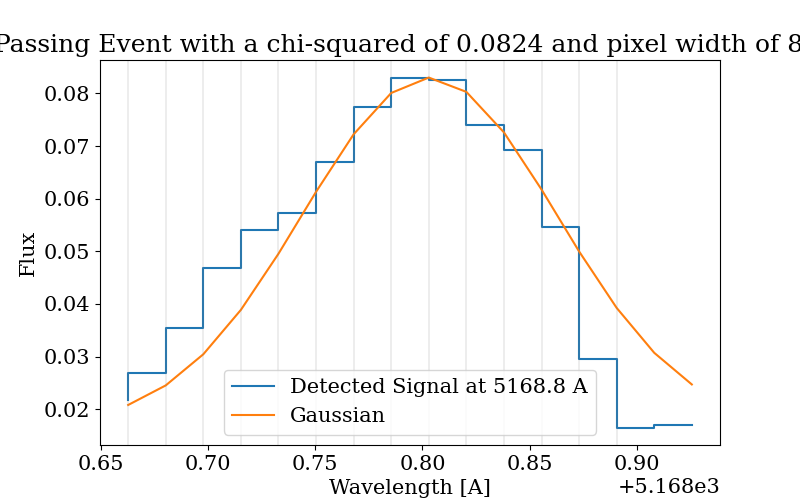 Passing Event with a chi-squared of 0.0824 and pixel width of 8
0.08
0.07
0.06
0.05
0.04
0.03
0.02
Flux
Detected Signal at 5168.8 A
Gaussian
0.65 0.70 0.75 0.80 0.85 0.90
+5.168e3
Wavelength [A]